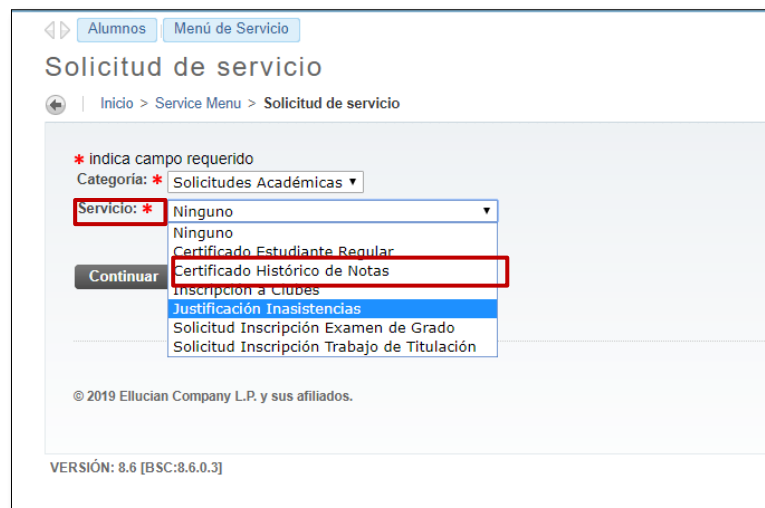 Alumnos Menú de Servicio
Solicitud de servicio
Inicio > Service Menu > Solicitud de servicio
* indica campo requerido
Categoría: * Solicitudes Académicas
Servicio: * Ninguno
Ninguno
Certificado Estudiante Regular
Continuar Certificado Histórico de Notas
Inscripción a Clubes
Justificación Inasistencias
Solicitud Inscripción Examen de Grado
Solicitud Inscripción Trabajo de Titulación
© 2019 Ellucian Company L.P. y sus afiliados.
VERSIÓN: 8.6 [BSC:8.6.0.3]